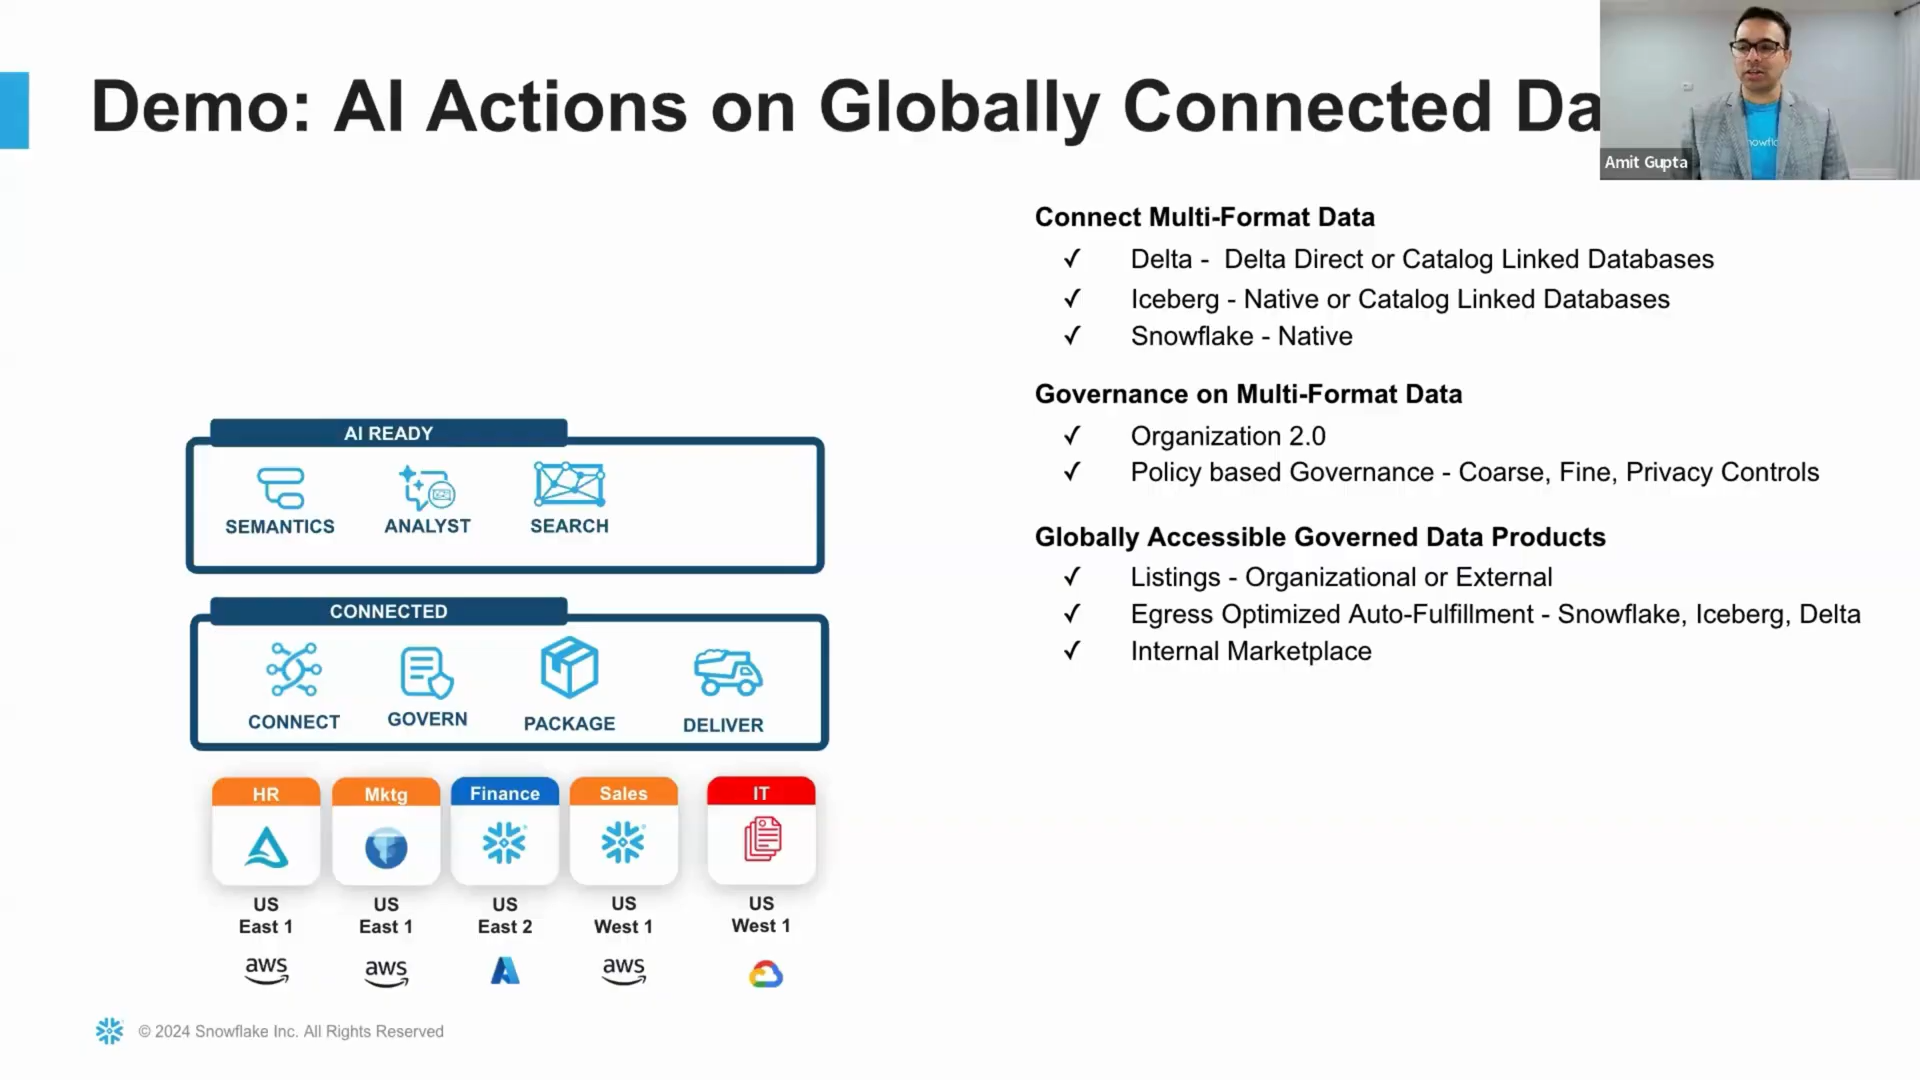 Demo: AI Actions on Globally Connected Da
Amit Gupta
Connect Multi-Format Data
✓ Delta - Delta Direct or Catalog Linked Databases
✓ Iceberg - Native or Catalog Linked Databases
✓ Snowflake - Native
Governance on Multi-Format Data
✓ Organization 2.0
✓ Policy based Governance - Coarse, Fine, Privacy Controls
Globally Accessible Governed Data Products
✓ Listings - Organizational or External
✓ Egress Optimized Auto-Fulfillment - Snowflake, Iceberg, Delta
✓ Internal Marketplace
AI READY
SEMANTICS ANALYST SEARCH
CONNECTED
CONNECT GOVERN PACKAGE DELIVER
HR Mktg Finance Sales IT
US US US US US
East 1 East 1 East 2 West 1 West 1
aws aws aws
© 2024 Snowflake Inc. All Rights Reserved